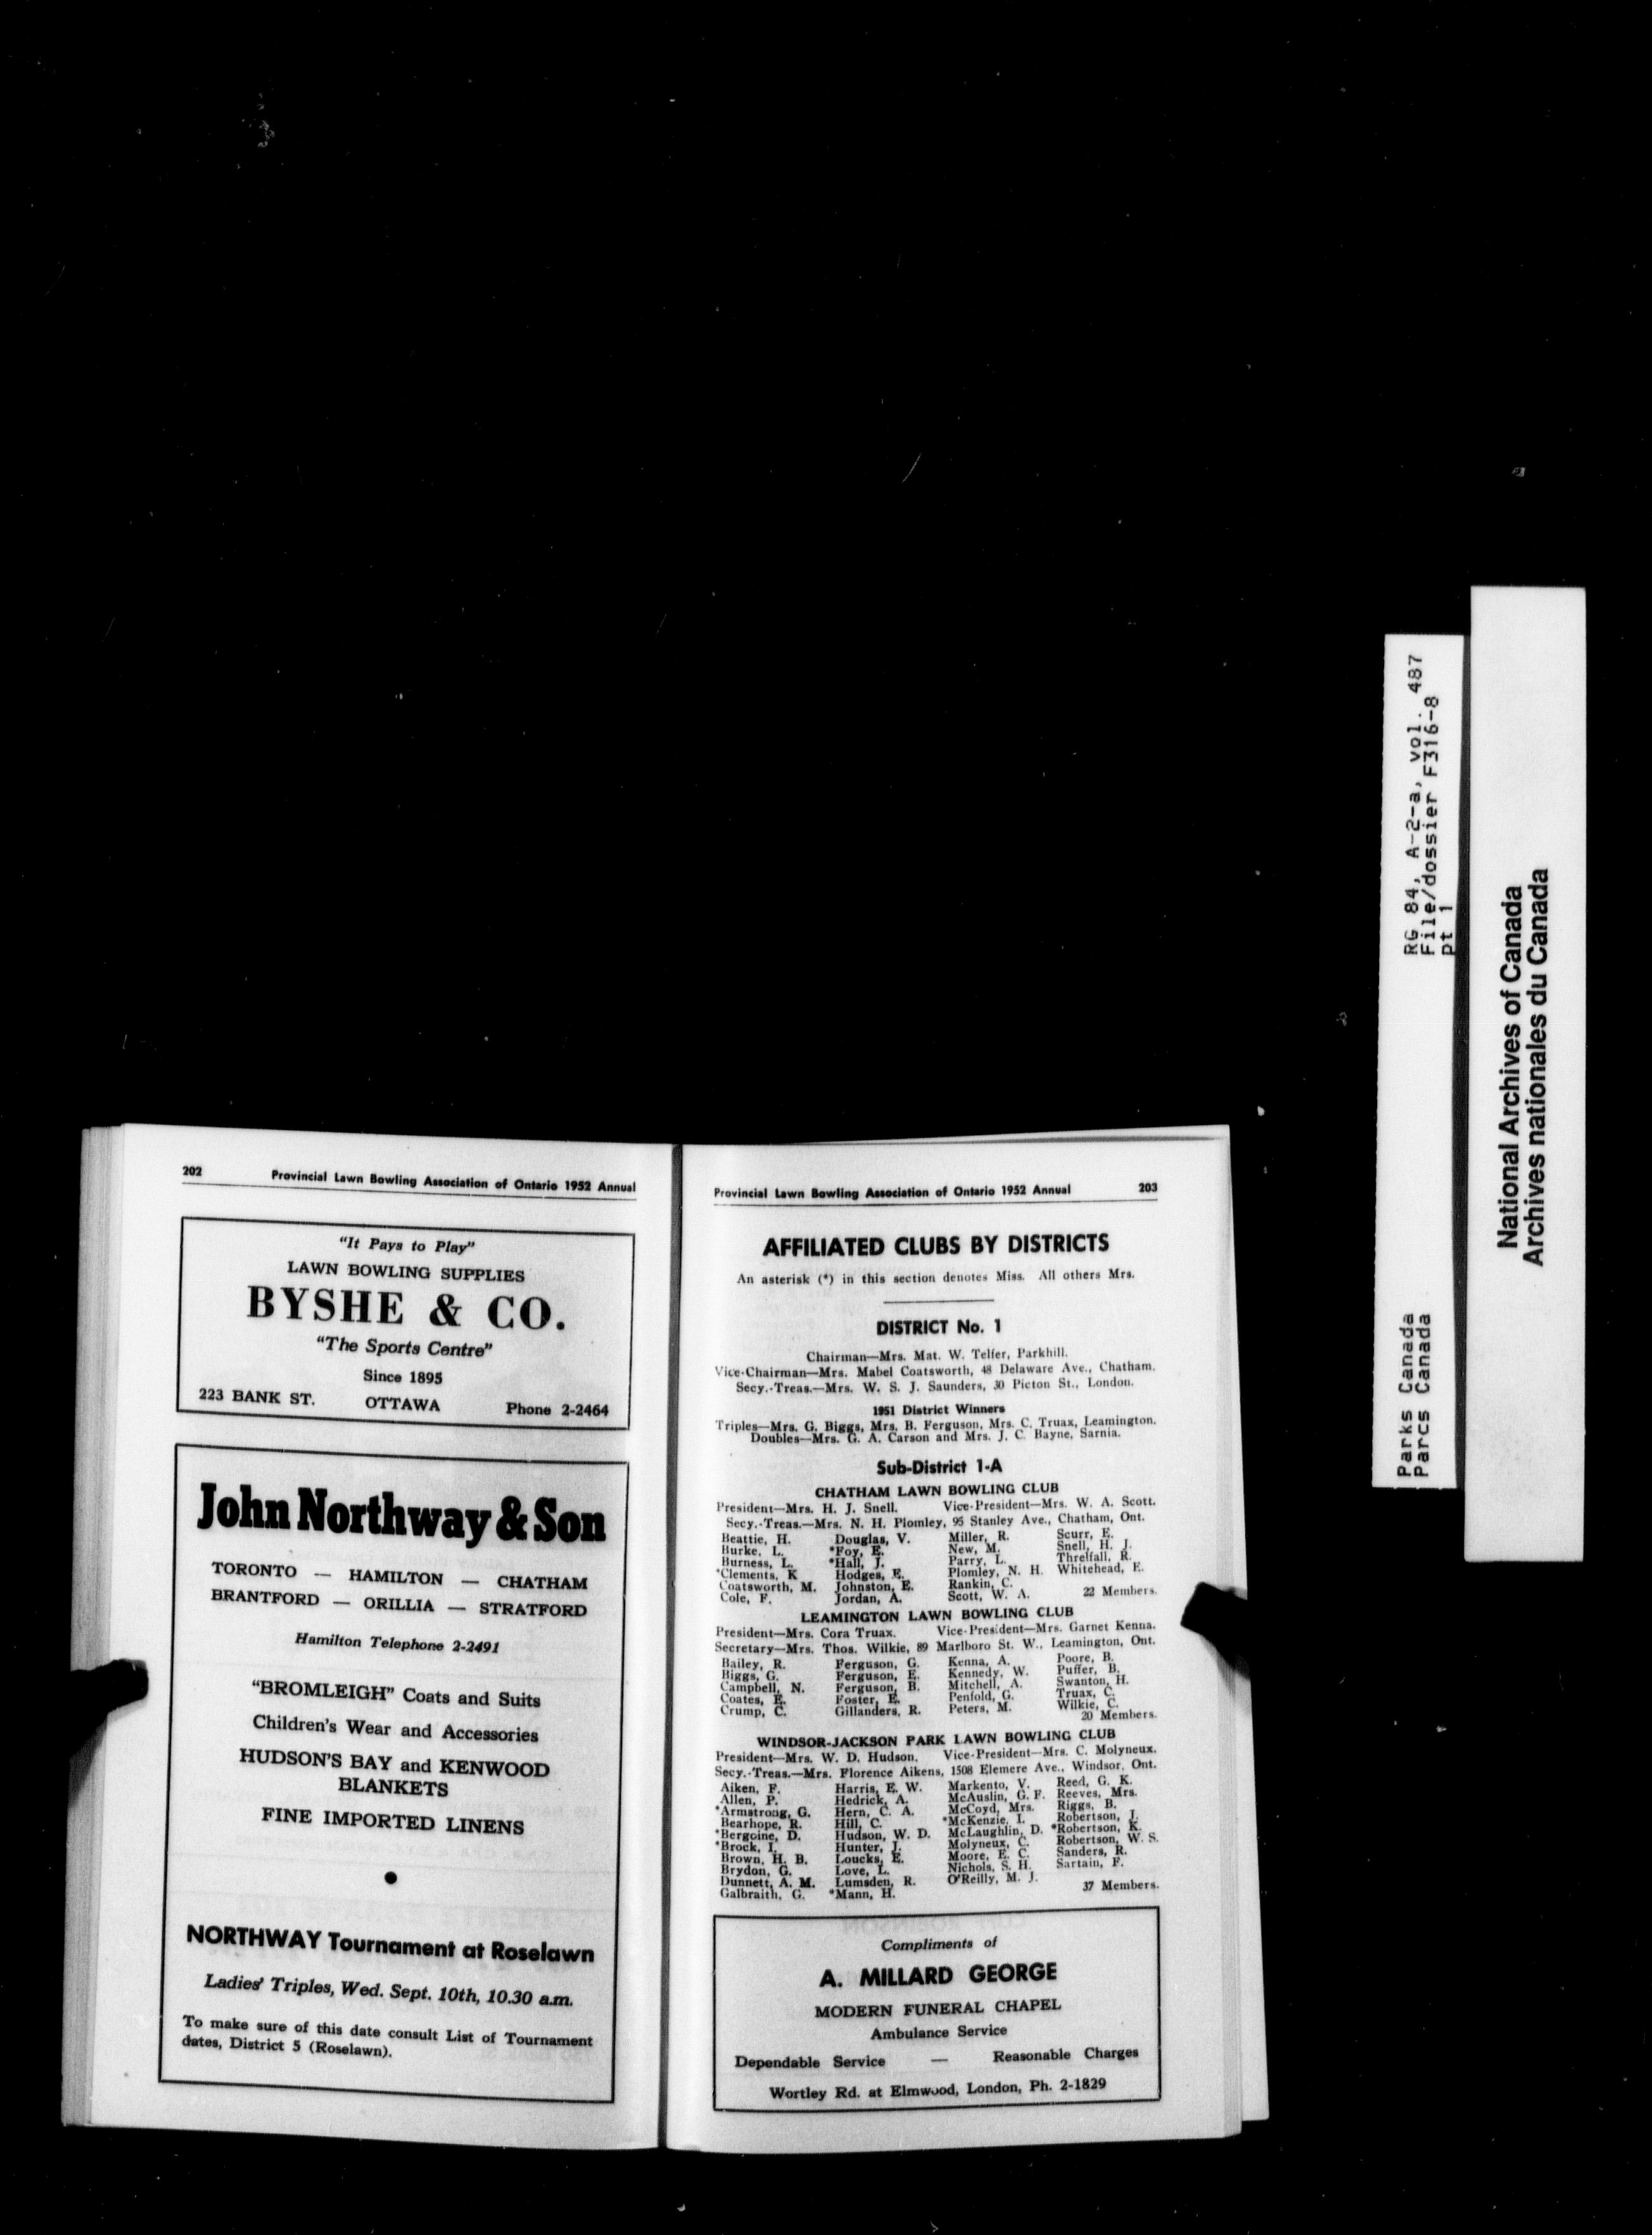 202 Provincial Lawn Bowling Association of Ontario 1952 Annual
"It Pays to Play"
LAWN BOWLING SUPPLIES
BYSHE & CO.
"The Sports Centre"
Since 1895
223 BANK ST. OTTAWA Phone 2-2464
John Northway & Son
TORONTO — HAMILTON — CHATHAM
BRANTFORD — ORILLIA — STRATFORD
Hamilton Telephone 2-2491
"BROMLEIGH" Coats and Suits
Children's Wear and Accessories
HUDSON'S BAY and KENWOOD
BLANKETS
FINE IMPORTED LINENS
NORTHWAY Tournament at Roselawn
Ladies' Triples, Wed. Sept. 10th, 10.30 a.m.
To make sure of this date consult List of Tournament
dates, District 5 (Roselawn).
Provincial Lawn Bowling Association of Ontario 1952 Annual 203
AFFILIATED CLUBS BY DISTRICTS
An asterisk (*) in this section denotes Miss. All others Mrs.
DISTRICT No. 1
Chairman—Mrs. Mat. W. Telfer, Parkhill.
Vice-Chairman—Mrs. Mabel Coatsworth, 48 Delaware Ave., Chatham.
Secy.-Treas.—Mrs. W. S. J. Saunders, 30 Picton St., London.
1951 District Winners
Triples—Mrs. G. Biggs, Mrs. B. Ferguson, Mrs. C. Truax, Leamington.
Doubles—Mrs. G. A. Carson and Mrs. J. C. Bayne, Sarnia.
Sub-District 1-A
CHATHAM LAWN BOWLING CLUB
President—Mrs. H. J. Snell. Vice-President—Mrs. W. A. Scott.
Secy.-Treas.—Mrs. N. H. Plomley, 95 Stanley Ave., Chatham, Ont.
Beattie, H. Douglas, V. Miller, R. Scurr, E.
Burke, L. *Foy, E. New, M. Snell, H. J.
Burness, L. *Hall, J. Parry, L. Threlfall, R.
*Clements, K Hodges, E. Plomley, N. H. Whitehead, E.
Coatsworth, M. Johnston, E. Rankin, C.
Cole, F. Jordan, A. Scott, W. A. 22 Members.
LEAMINGTON LAWN BOWLING CLUB
President—Mrs. Cora Truax. Vice-President—Mrs. Garnet Kenna.
Secretary—Mrs. Thos. Wilkie, 89 Marlboro St. W., Leamington, Ont.
Bailey, R. Ferguson, G. Kenna, A. Poore, B.
Biggs, G. Ferguson, E. Kennedy, W. Puffer, B.
Campbell, N. Ferguson, B. Mitchell, A. Swanton, H.
Coates, E. Foster, E. Penfold, G. Truax, C.
Crump, C. Gillanders, R. Peters, M. Wilkie, C.
20 Members.
WINDSOR-JACKSON PARK LAWN BOWLING CLUB
President—Mrs. W. D. Hudson. Vice-President—Mrs. C. Molyneux.
Secy.-Treas.—Mrs. Florence Aikens, 1508 Elemere Ave., Windsor, Ont.
Aiken, F. Harris, E. W. Markento, V. Reed, G. K.
Allen, P. Hedrick, A. McAuslin, G. F. Reeves, Mrs.
*Armstrong, G. Hern, C. A. McCoyd, Mrs. Riggs, B.
Bearhope, R. Hill, C. *McKenzie, I. Robertson, J.
*Bergoine, D. Hudson, W. D. McLaughlin, D. *Robertson, K.
*Brock, I. Hunter, J. Molyneux, C. Robertson, W. S.
Brown, H. B. Loucks, E. Moore, E. C. Sanders, R.
Brydon, G. Love, L. Nichols, S. H. Sartain, F.
Dunnett, A. M. Lumsden, R. O'Reilly, M. J.
Galbraith, G. *Mann, H. 37 Members.
Compliments of
A. MILLARD GEORGE
MODERN FUNERAL CHAPEL
Ambulance Service
Dependable Service — Reasonable Charges
Wortley Rd. at Elmwood, London, Ph. 2-1829
Parks Canada RG 84, A-2-a, vol. 487
Parcs Canada File/dossier F316-8
pt 1
National Archives of Canada
Archives nationales du Canada